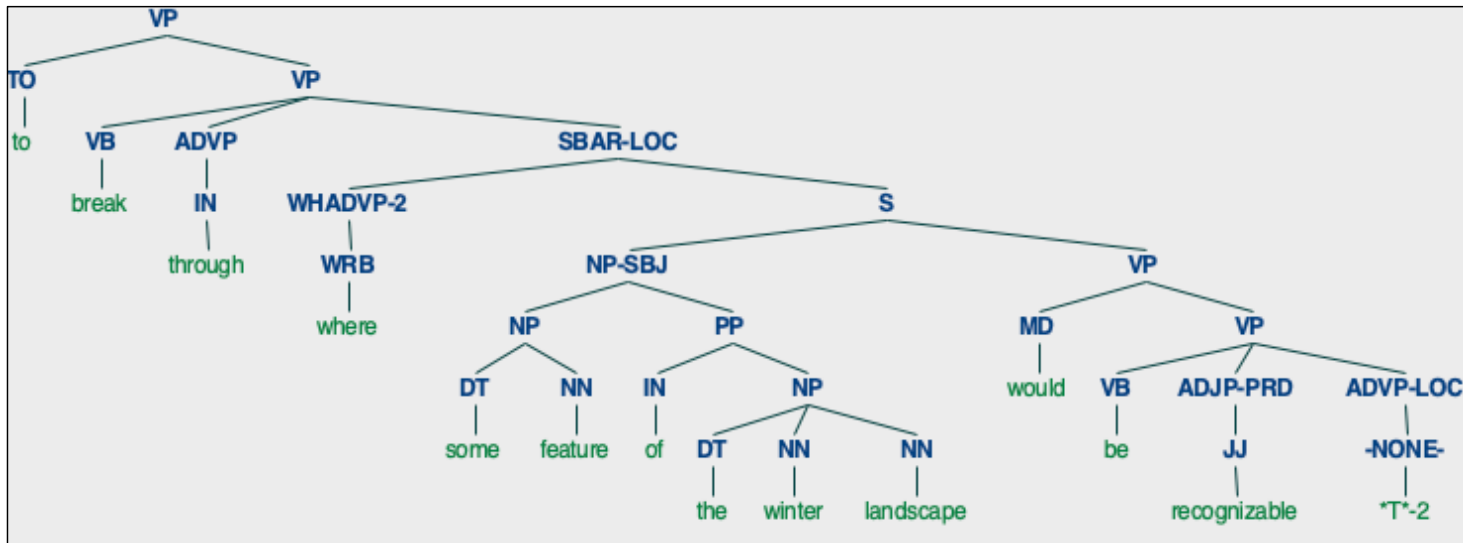 VP
TO VP
to VB ADVP SBAR-LOC
break IN WHADVP-2 S
through WRB NP-SBJ VP
where NP PP MD VP
DT NN IN NP would VB ADJP-PRD ADVP-LOC
some feature of DT NN NN be JJ -NONE-
the winter landscape recognizable *T*-2